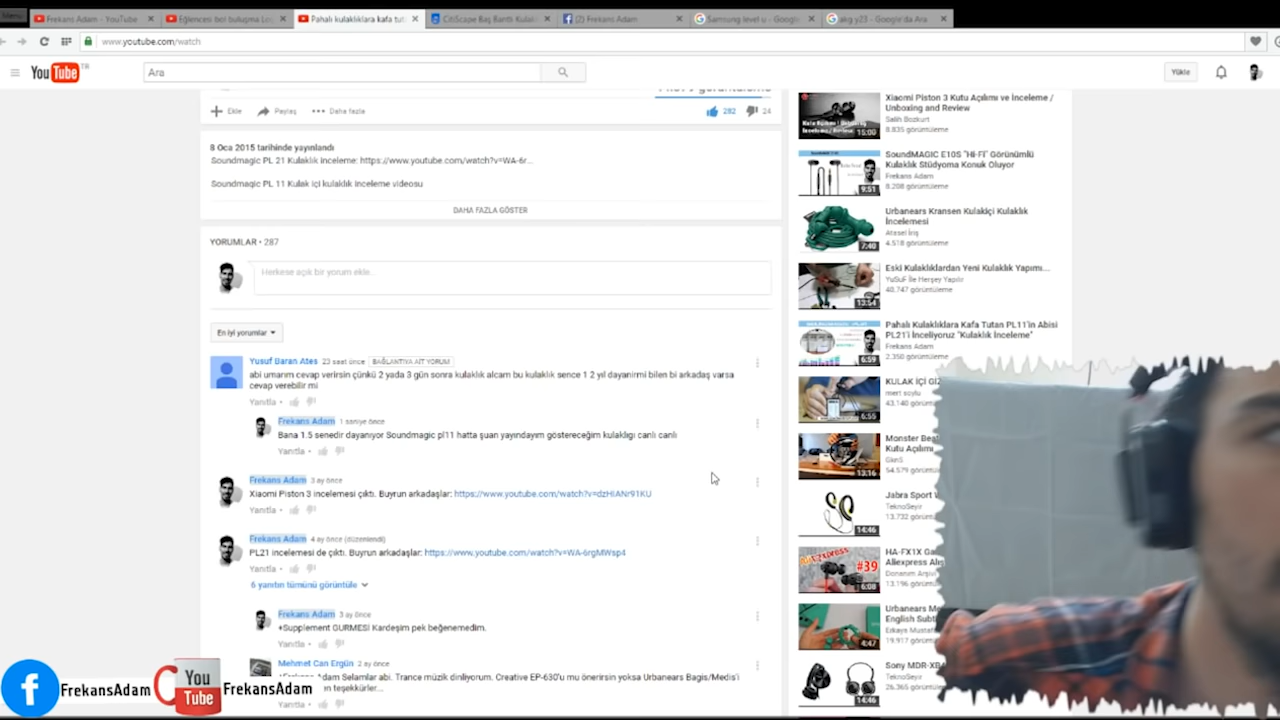 Menu
Frekans Adam - YouTube
Eğlencesi bol buluşma Leg
Pahalı kulaklıklara kafa tut
CitiScape Baş Bantlı Kulakl
(2) Frekans Adam
Samsung level u - Google
akg y23 - Google'da Ara
www.youtube.com/watch
YouTube TR
Ara
Yükle
Ekle
Paylaş
Daha fazla
282
24
8 Oca 2015 tarihinde yayınlandı
Soundmagic PL 21 Kulaklık inceleme: https://www.youtube.com/watch?v=WA-6r...
Soundmagic PL 11 Kulak içi kulaklık inceleme videosu
DAHA FAZLA GÖSTER
YORUMLAR • 287
Herkese açık bir yorum ekle...
En iyi yorumlar
Yusuf Baran Ates 23 saat önce BAĞLANTIYA AİT YORUM
abi umarım cevap verirsin çünkü 2 yada 3 gün sonra kulaklık alcam bu kulaklık sence 1 2 yıl dayanirmi bilen bi arkadaş varsa
cevap verebilir mi
Yanıtla •
Frekans Adam 1 saniye önce
Bana 1.5 senedir dayanıyor Soundmagic pl11 hatta şuan yayındayım göstereceğim kulaklıgı canlı canlı
Yanıtla •
Frekans Adam 3 ay önce
Xiaomi Piston 3 incelemesi çıktı. Buyrun arkadaşlar: https://www.youtube.com/watch?v=dzHIANr91KU
Yanıtla •
Frekans Adam 4 ay önce (düzenlendi)
PL21 incelemesi de çıktı. Buyrun arkadaşlar: https://www.youtube.com/watch?v=WA-6rgMWsp4
Yanıtla •
6 yanıtın tümünü görüntüle
Frekans Adam 3 ay önce
+Supplement GURMESİ Kardeşim pek beğenemedim.
Yanıtla •
Mehmet Can Ergün 2 ay önce
+Frekans Adam Selamlar abi. Trance müzik dinliyorum. Creative EP-630'u mu önerirsin yoksa Urbanears Bagis/Medis'i
teşekkürler...
Yanıtla •
Xiaomi Piston 3 Kutu Açılımı ve İnceleme /
Unboxing and Review
Salih Bozkurt
8.835 görüntüleme
15:00
SoundMAGIC E10S "Hi-Fi" Görünümlü
Kulaklık Stüdyoma Konuk Oluyor
Frekans Adam
8.208 görüntüleme
9:51
Urbanears Kransen Kulakiçi Kulaklık
İncelemesi
4.518 görüntüleme
7:40
Eski Kulaklıklardan Yeni Kulaklık Yapımı...
YuSuF ile Herşey Yapılır
48.747 görüntüleme
13:54
Pahalı Kulaklıklara Kafa Tutan PL11'in Abisi
PL21'i İnceliyoruz "Kulaklık İnceleme"
Frekans Adam
2.350 görüntüleme
6:59
KULAK İÇİ
mert soylu
43.140
6:55
Monster
Kutu Açılımı
54.579
13:16
Jabra Sport
TeknoSeyir
13.732
14:46
HA-FX1X
Aliexpress
Donanım Arşivi
13.196
AliExpress
#39
6:08
Urbanears
English
19.917
4:47
Sony MDR-XB
TeknoSeyir
26.365
14:46
f FrekansAdam
You Tube FrekansAdam